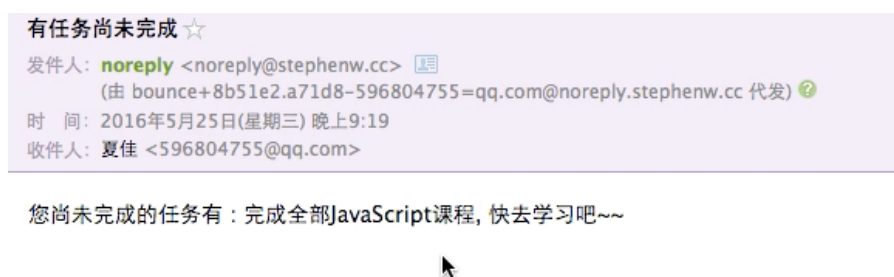 有任务尚未完成
发件人: noreply <noreply@stephenw.cc>
(由 bounce+8b51e2.a71d8-596804755=qq.com@noreply.stephenw.cc 代发)
时 间: 2016年5月25日(星期三) 晚上9:19
收件人: 夏佳 <596804755@qq.com>
您尚未完成的任务有：完成全部JavaScript课程, 快去学习吧~~